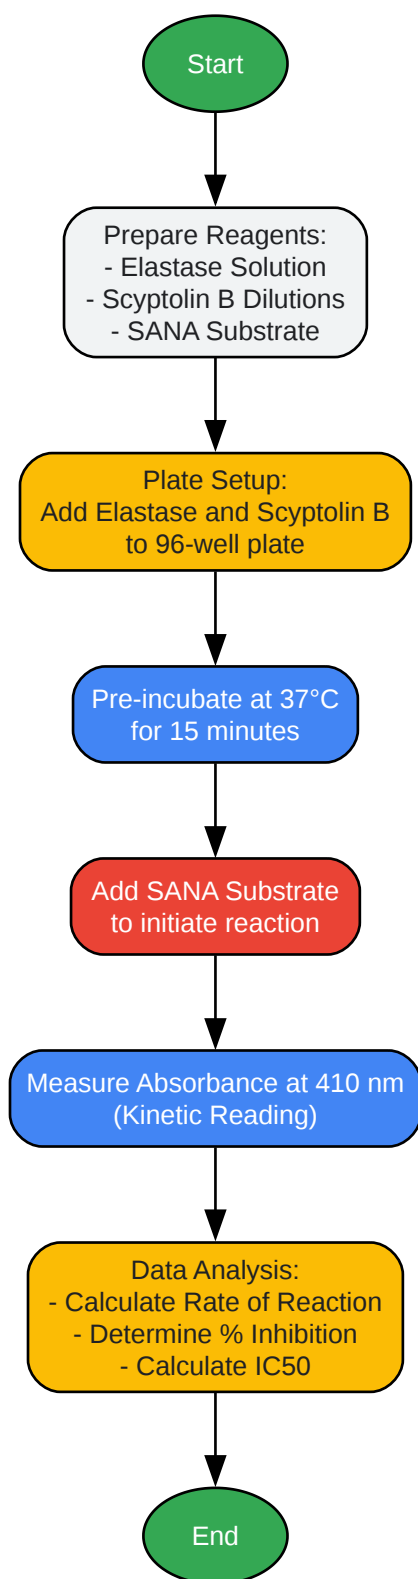 Start
Prepare Reagents:
- Elastase Solution
- Scyptolin B Dilutions
- SANA Substrate
Plate Setup:
Add Elastase and Scyptolin B
to 96-well plate
Pre-incubate at 37°C
for 15 minutes
Add SANA Substrate
to initiate reaction
Measure Absorbance at 410 nm
(Kinetic Reading)
Data Analysis:
- Calculate Rate of Reaction
- Determine % Inhibition
- Calculate IC50
End